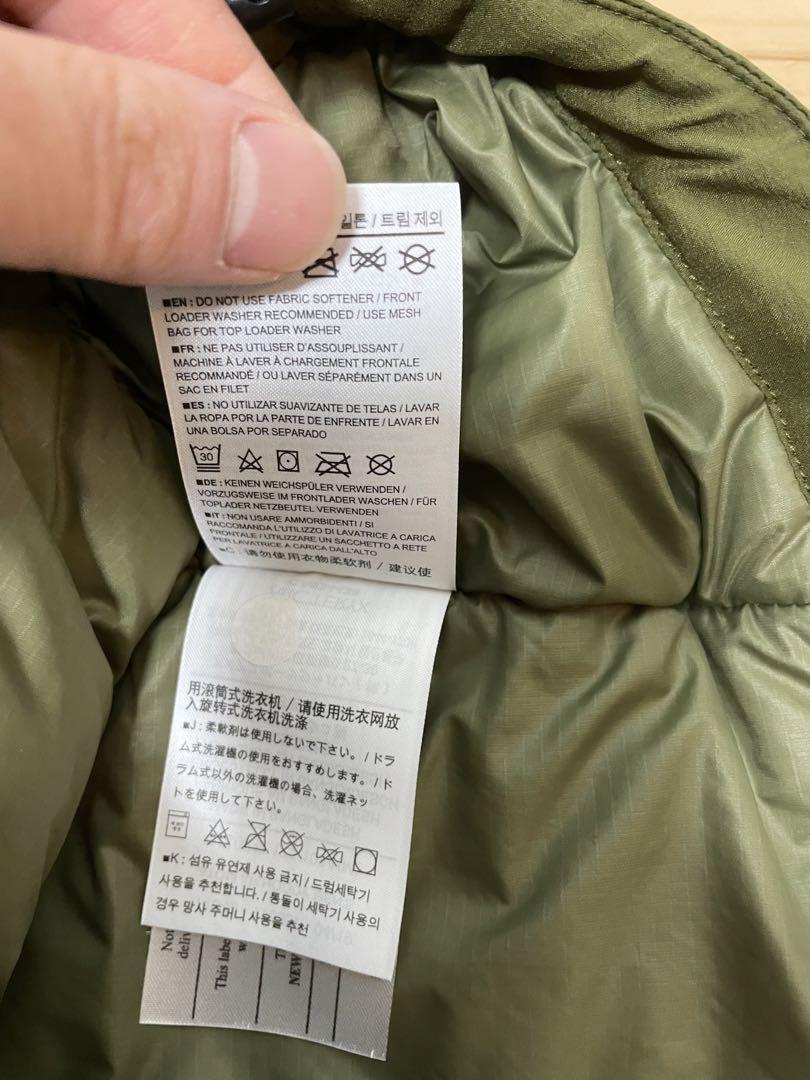 일론 / 트림 제외
■EN : DO NOT USE FABRIC SOFTENER / FRONT
LOADER WASHER RECOMMENDED / USE MESH
BAG FOR TOP LOADER WASHER
■FR : NE PAS UTILISER D'ASSOUPLISSANT /
MACHINE À LAVER À CHARGEMENT FRONTALE
RECOMMANDÉ / OU LAVER SÉPARÉMENT DANS UN
SAC EN FILET
■ES : NO UTILIZAR SUAVIZANTE DE TELAS / LAVAR
LA ROPA POR LA PARTE DE ENFRENTE / LAVAR EN
UNA BOLSA POR SEPARADO
30
■DE : KEINEN WEICHSPÜLER VERWENDEN /
VORZUGSWEISE IM FRONTLADER WASCHEN / FÜR
TOPLADER NETZBEUTEL VERWENDEN
■IT : NON USARE AMMORBIDENTI / SI
RACCOMANDA L'UTILIZZO DI LAVATRICE A CARICA
FRONTALE / UTILIZZARE UN SACCHETTO A RETE
PER LAVATRICE A CARICA DALL'ALTO
■C : 请勿使用衣物柔软剂 / 建议使
用滚筒式洗衣机 / 请使用洗衣网放
入旋转式洗衣机洗涤
■J : 柔軟剤は使用しないで下さい。/ ドラ
ム式洗濯機の使用をおすすめします。/ ド
ラム式以外の洗濯機の場合、洗濯ネッ
トを使用して下さい。
■K : 섬유 유연제 사용 금지 / 드럼세탁기
사용을 추천합니다. / 통돌이 세탁기 사용의
경우 망사 주머니 사용을 추천
Not
deliv
This label
w
NEW